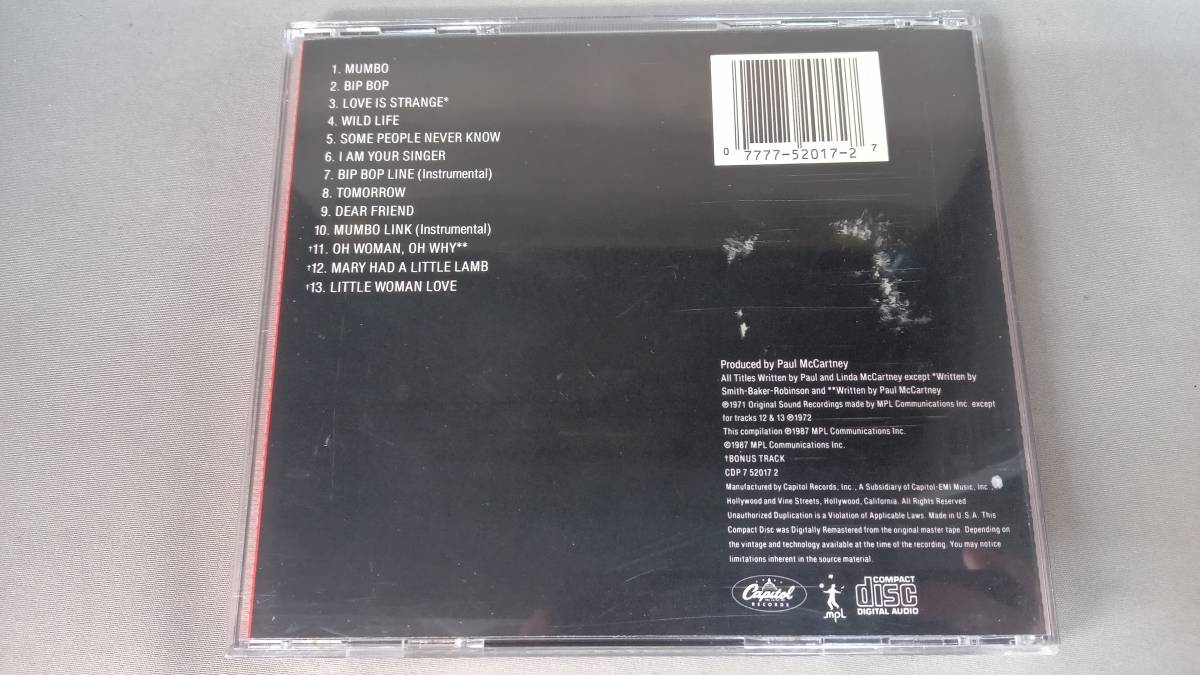 1. MUMBO
2. BIP BOP
3. LOVE IS STRANGE*
4. WILD LIFE
5. SOME PEOPLE NEVER KNOW
6. I AM YOUR SINGER
7. BIP BOP LINE (Instrumental)
8. TOMORROW
9. DEAR FRIEND
10. MUMBO LINK (Instrumental)
†11. OH WOMAN, OH WHY**
†12. MARY HAD A LITTLE LAMB
†13. LITTLE WOMAN LOVE
0 7777-52017-2 7
Produced by Paul McCartney
All Titles Written by Paul and Linda McCartney except *Written by
Smith-Baker-Robinson and **Written by Paul McCartney
℗1971 Original Sound Recordings made by MPL Communications Inc. except
for tracks 12 & 13 ℗1972
This compilation ℗1987 MPL Communications Inc.
©1987 MPL Communications Inc.
†BONUS TRACK
CDP 7 52017 2
Manufactured by Capitol Records, Inc., A Subsidiary of Capitol-EMI Music, Inc.,
Hollywood and Vine Streets, Hollywood, California. All Rights Reserved
Unauthorized Duplication is a Violation of Applicable Laws. Made in U.S.A. This
Compact Disc was Digitally Remastered from the original master tape. Depending on
the vintage and technology available at the time of the recording. You may notice
limitations inherent in the source material.
Capitol
RECORDS
mpl
COMPACT
disc
DIGITAL AUDIO